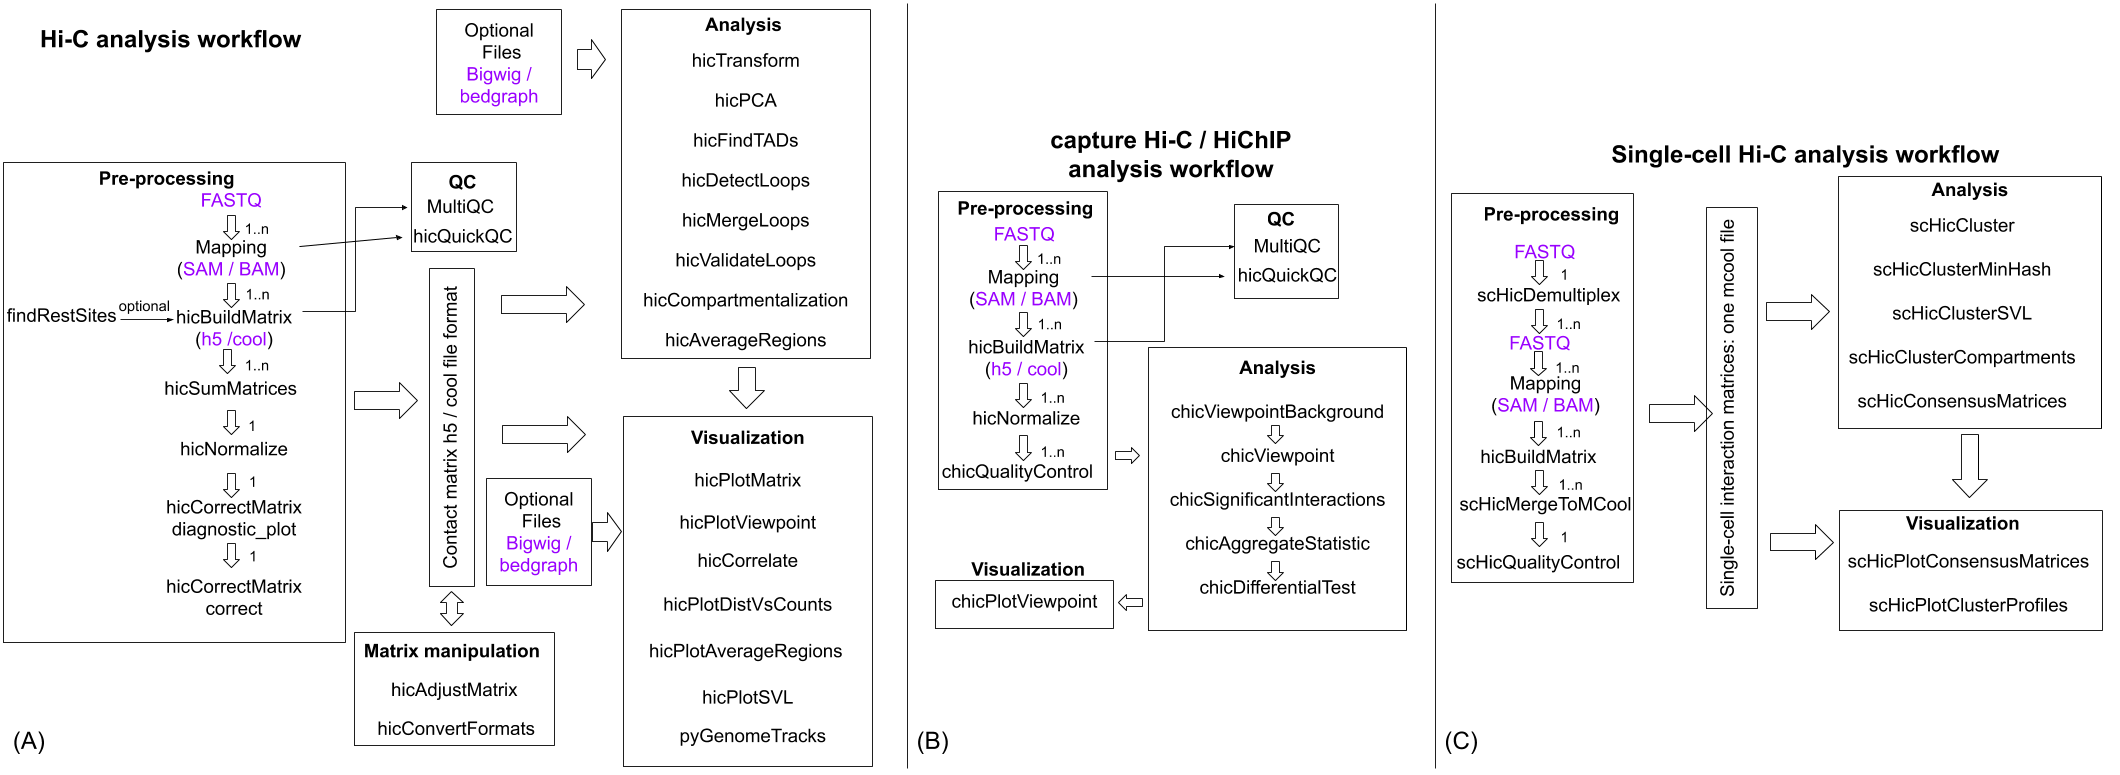 Hi-C analysis workflow
Optional
Files
Bigwig /
bedgraph
Analysis
hicTransform
hicPCA
hicFindTADs
hicDetectLoops
hicMergeLoops
hicValidateLoops
hicCompartmentalization
hicAverageRegions
Pre-processing
FASTQ
1..n
Mapping
(SAM / BAM)
1..n
findRestSites
optional
hicBuildMatrix
(h5 /cool)
1..n
hicSumMatrices
1
hicNormalize
1
hicCorrectMatrix
diagnostic_plot
1
hicCorrectMatrix
correct
QC
MultiQC
hicQuickQC
Contact matrix h5 / cool file format
Matrix manipulation
hicAdjustMatrix
hicConvertFormats
Optional
Files
Bigwig /
bedgraph
Visualization
hicPlotMatrix
hicPlotViewpoint
hicCorrelate
hicPlotDistVsCounts
hicPlotAverageRegions
hicPlotSVL
pyGenomeTracks
(A)
capture Hi-C / HiChIP
analysis workflow
Pre-processing
FASTQ
1..n
Mapping
(SAM / BAM)
1..n
hicBuildMatrix
(h5 / cool)
1..n
hicNormalize
1..n
chicQualityControl
QC
MultiQC
hicQuickQC
Analysis
chicViewpointBackground
chicViewpoint
chicSignificantInteractions
chicAggregateStatistic
chicDifferentialTest
Visualization
chicPlotViewpoint
(B)
Single-cell Hi-C analysis workflow
Pre-processing
FASTQ
1
scHicDemultiplex
1..n
FASTQ
1..n
Mapping
(SAM / BAM)
1..n
hicBuildMatrix
1..n
scHicMergeToMCool
1
scHicQualityControl
Single-cell interaction matrices: one mcool file
Analysis
scHicCluster
scHicClusterMinHash
scHicClusterSVL
scHicClusterCompartments
scHicConsensusMatrices
Visualization
scHicPlotConsensusMatrices
scHicPlotClusterProfiles
(C)